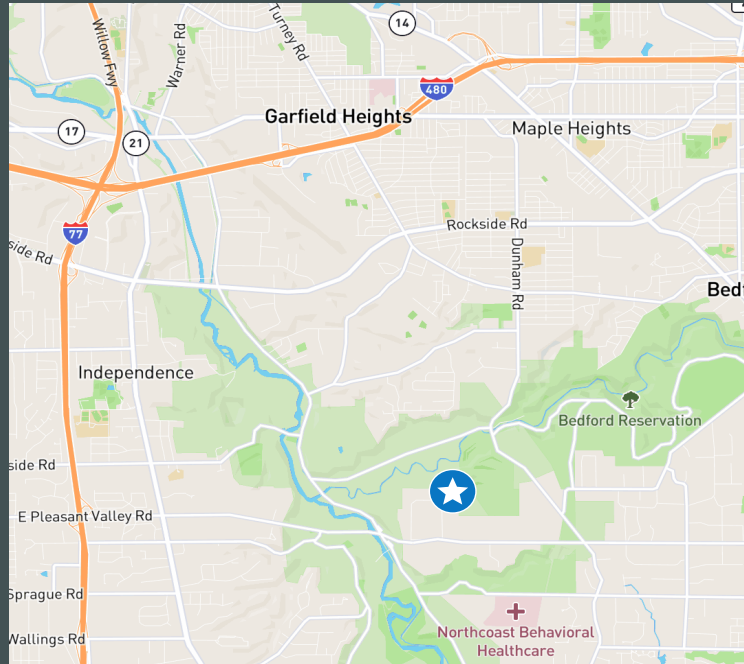 14
Turney Rd
Willow Fwy
Warner Rd
480
Garfield Heights
Maple Heights
17
21
Rockside Rd
77
side Rd
Dunham Rd
Bedf
Independence
Bedford Reservation
side Rd
E Pleasant Valley Rd
Sprague Rd
Northcoast Behavioral
Healthcare
Wallings Rd